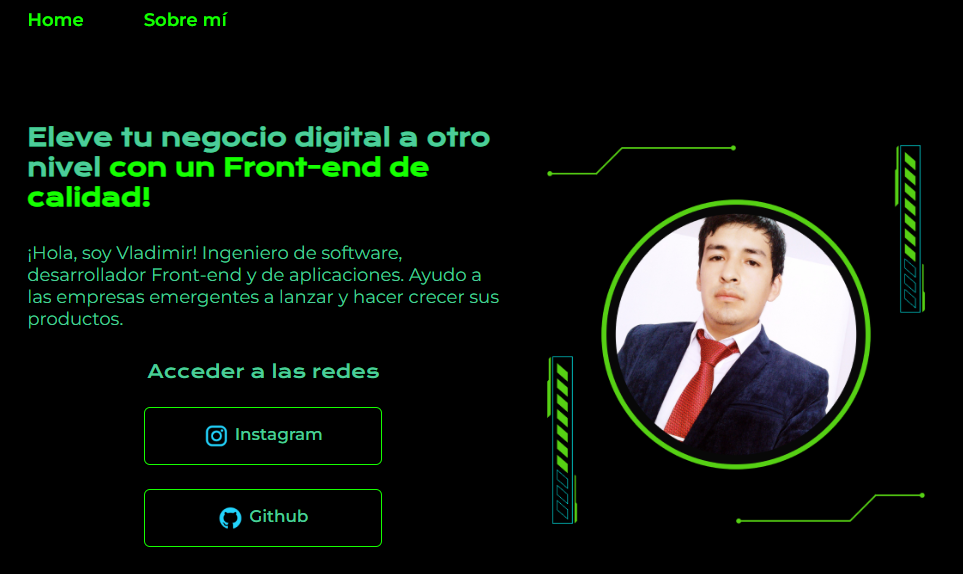 Home
Sobre mí
Eleve tu negocio digital a otro
nivel con un Front-end de
calidad!
¡Hola, soy Vladimir! Ingeniero de software,
desarrollador Front-end y de aplicaciones. Ayudo a
las empresas emergentes a lanzar y hacer crecer sus
productos.
Acceder a las redes
Instagram
Github